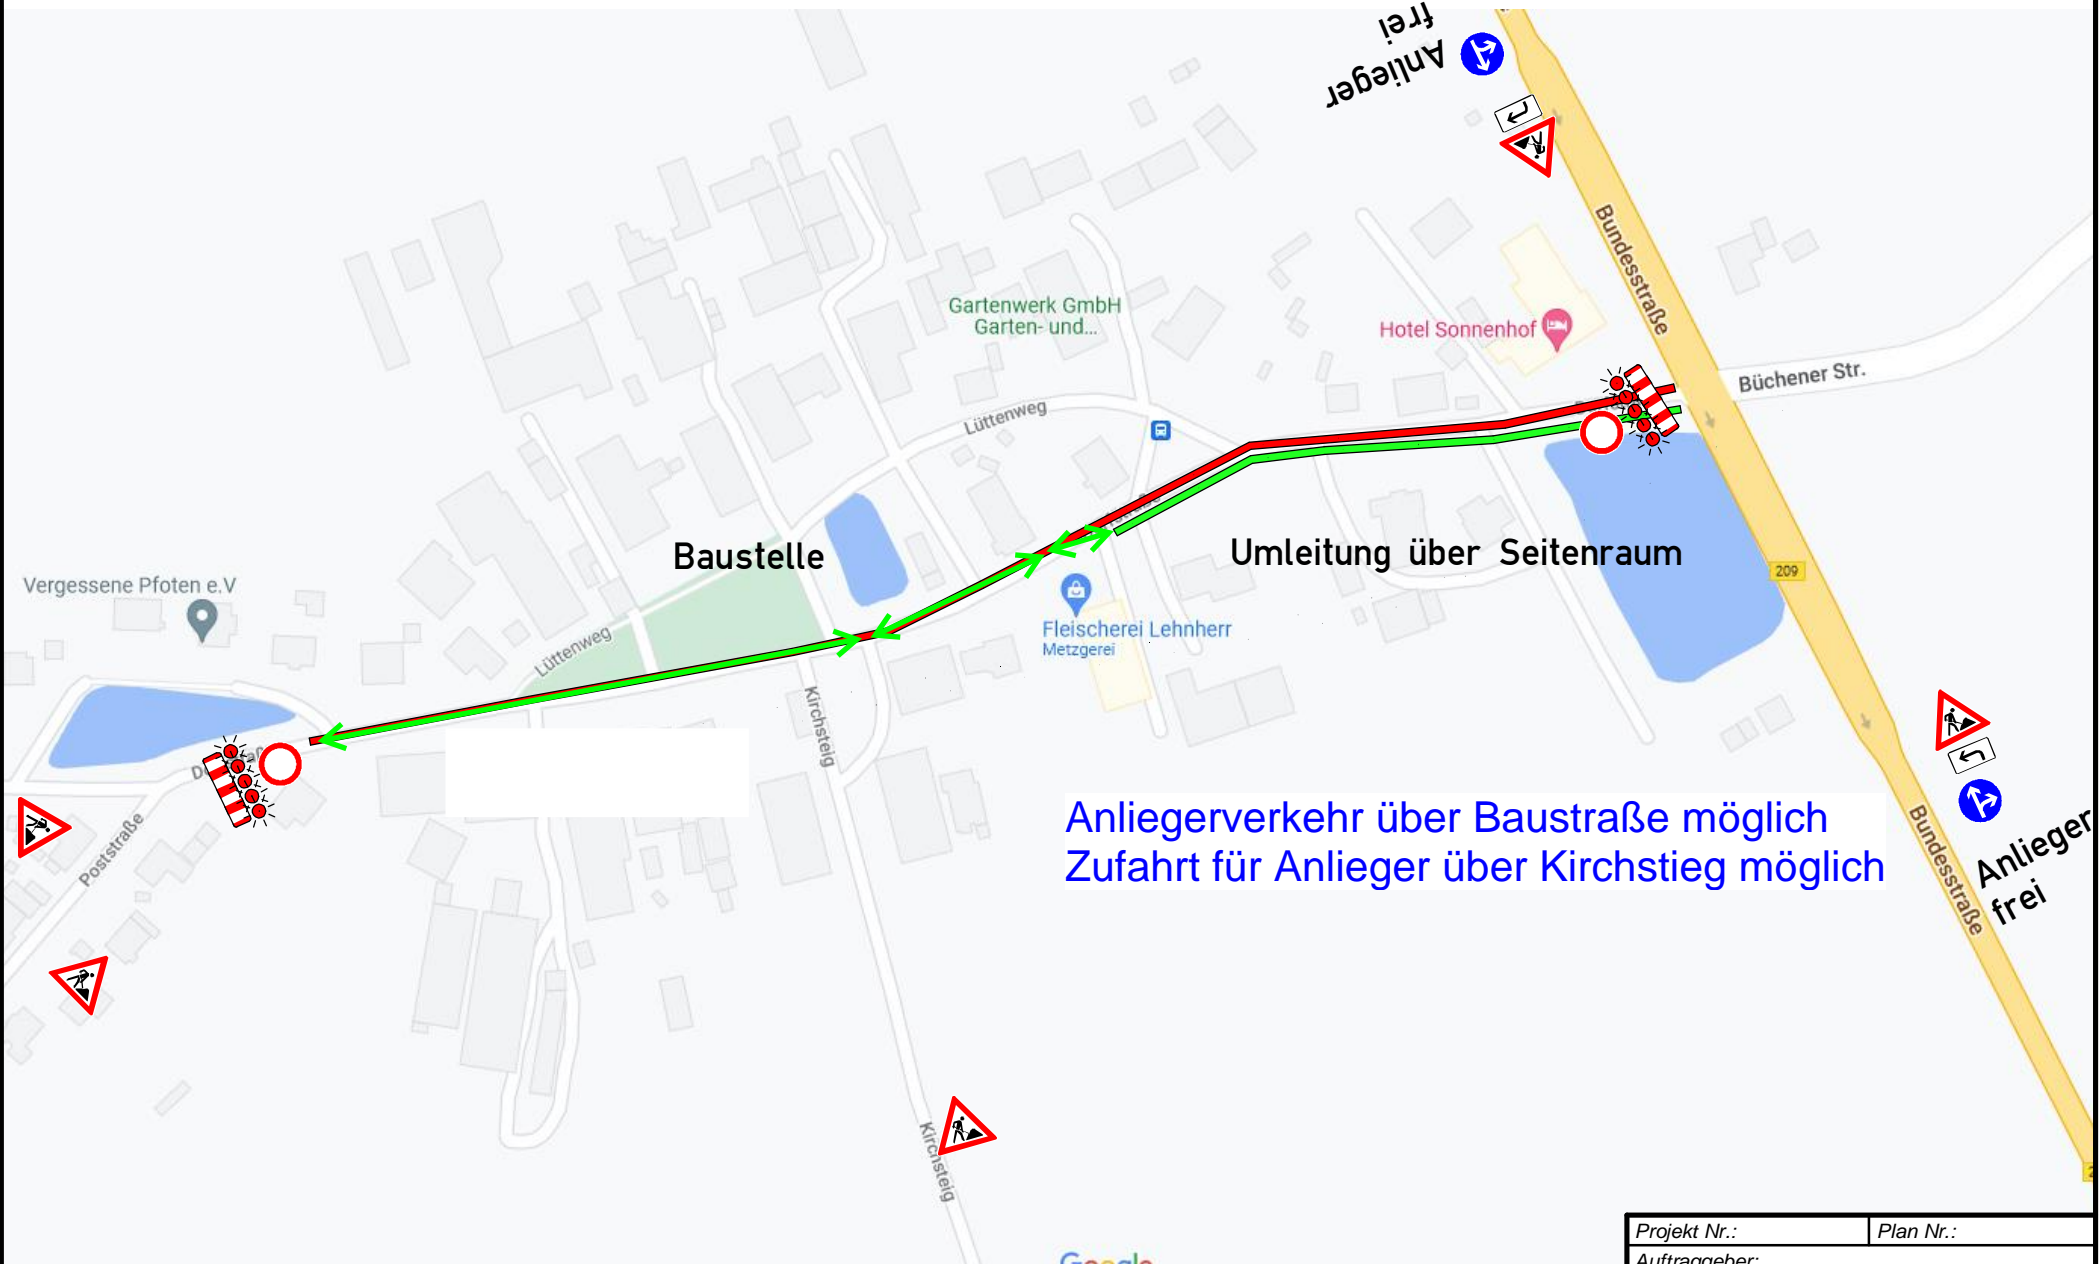 Anlieger
frei
Bundesstraße
Gartenwerk GmbH
Garten- und...
Hotel Sonnenhof
Büchener Str.
Lüttenweg
Baustelle
Umleitung über Seitenraum
209
Vergessene Pfoten e.V
Fleischerei Lehnherr
Metzgerei
Lüttenweg
Kirchsteig
Poststraße
Anliegerverkehr über Baustraße möglich
Zufahrt für Anlieger über Kirchstieg möglich
Bundesstraße
Anlieger
frei
Kirchsteig
Google
Projekt Nr.:
Plan Nr.:
Auftraggeber: